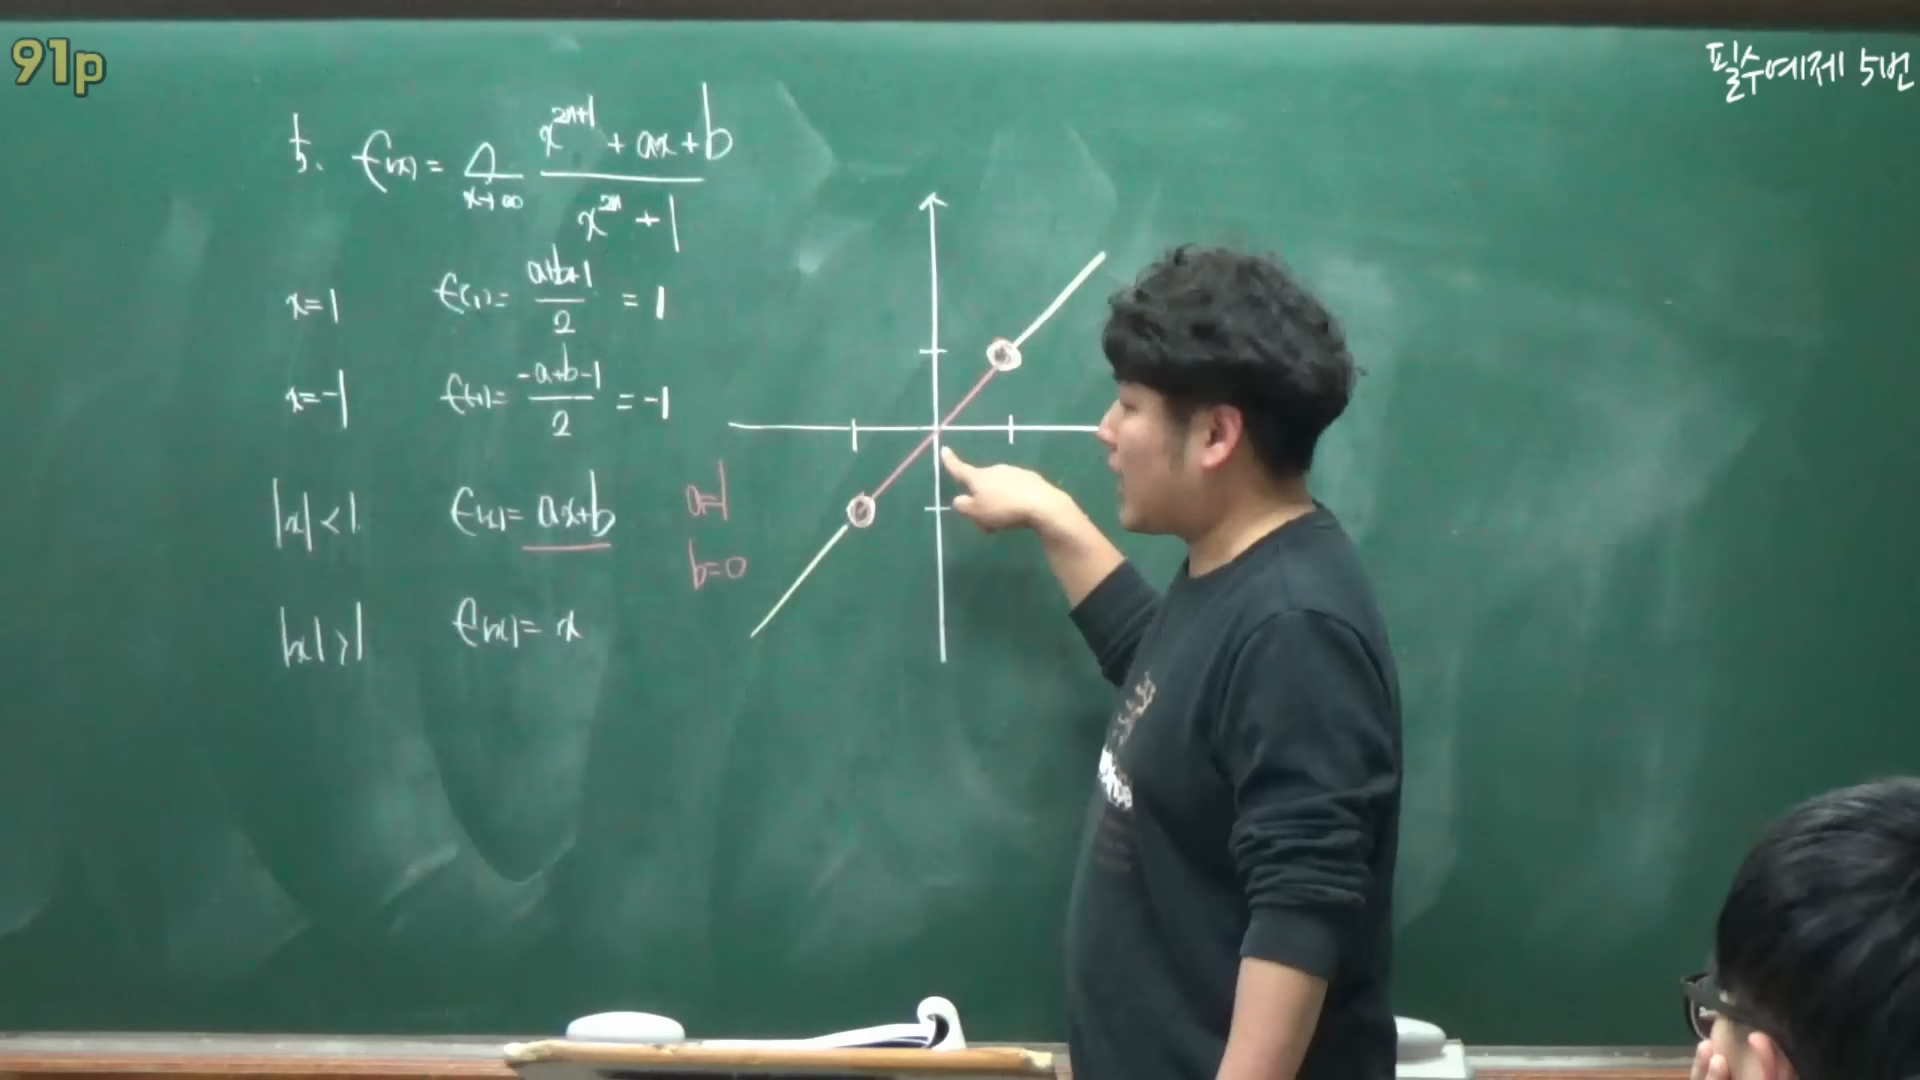 91p
필수예제 5번
5. f(x) = lim x→∞ (x^{2n+1} + ax + b) / (x^{2n} + 1)
x=1 f(1) = (a+b+1)/2 = 1
x=-1 f(-1) = (-a+b-1)/2 = -1
|x|<1 f(x) = ax+b
a=1
b=0
|x|>1 f(x) = x